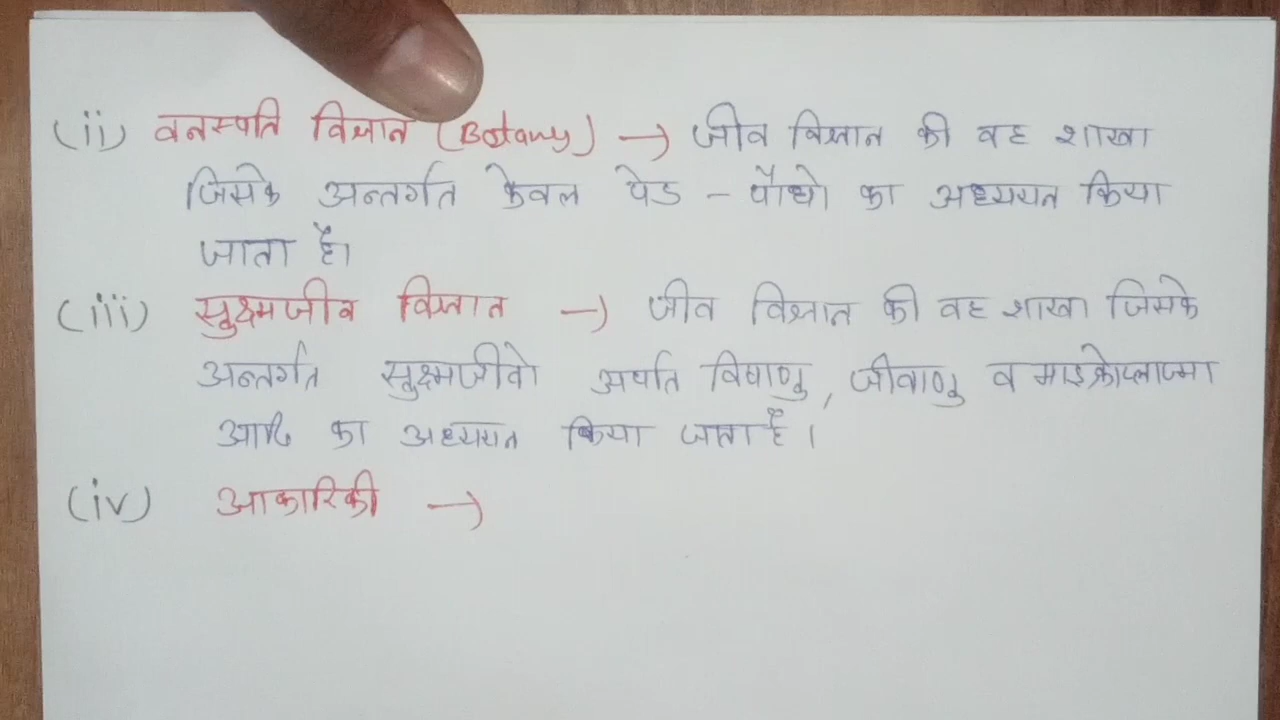 (ii) वनस्पति विज्ञान (Botany) → जीव विज्ञान की वह शाखा
जिसके अन्तर्गत केवल पेड - पौधो का अध्ययन किया
जाता है।
(iii) सुक्ष्मजीव विज्ञान → जीव विज्ञान की वह शाखा जिसके
अन्तर्गत सुक्ष्मजीवो अर्थात विषाणु, जीवाणु व माइक्रोप्लाज्मा
आदि का अध्ययन किया जाता है।
(iv) आकारिकी →